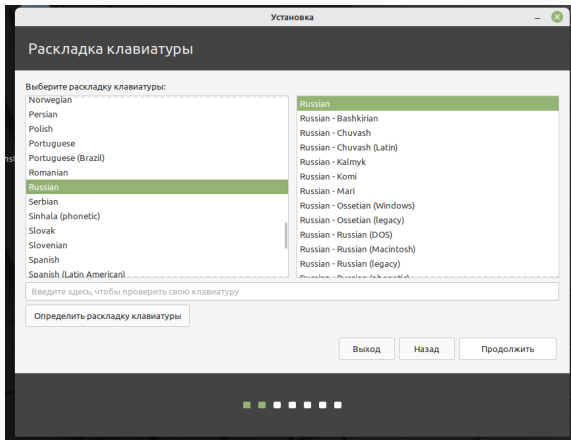 Установка
Раскладка клавиатуры
Выберите раскладку клавиатуры:
Norwegian
Persian
Polish
Portuguese
Portuguese (Brazil)
Romanian
Russian
Serbian
Sinhala (phonetic)
Slovak
Slovenian
Spanish
Spanish (Latin American)
Russian
Russian - Bashkirian
Russian - Chuvash
Russian - Chuvash (Latin)
Russian - Kalmyk
Russian - Komi
Russian - Mari
Russian - Ossetian (Windows)
Russian - Ossetian (legacy)
Russian - Russian (DOS)
Russian - Russian (Macintosh)
Russian - Russian (legacy)
Russian - Russian (phonetic)
Введите здесь, чтобы проверить свою клавиатуру
Определить раскладку клавиатуры
Выход
Назад
Продолжить